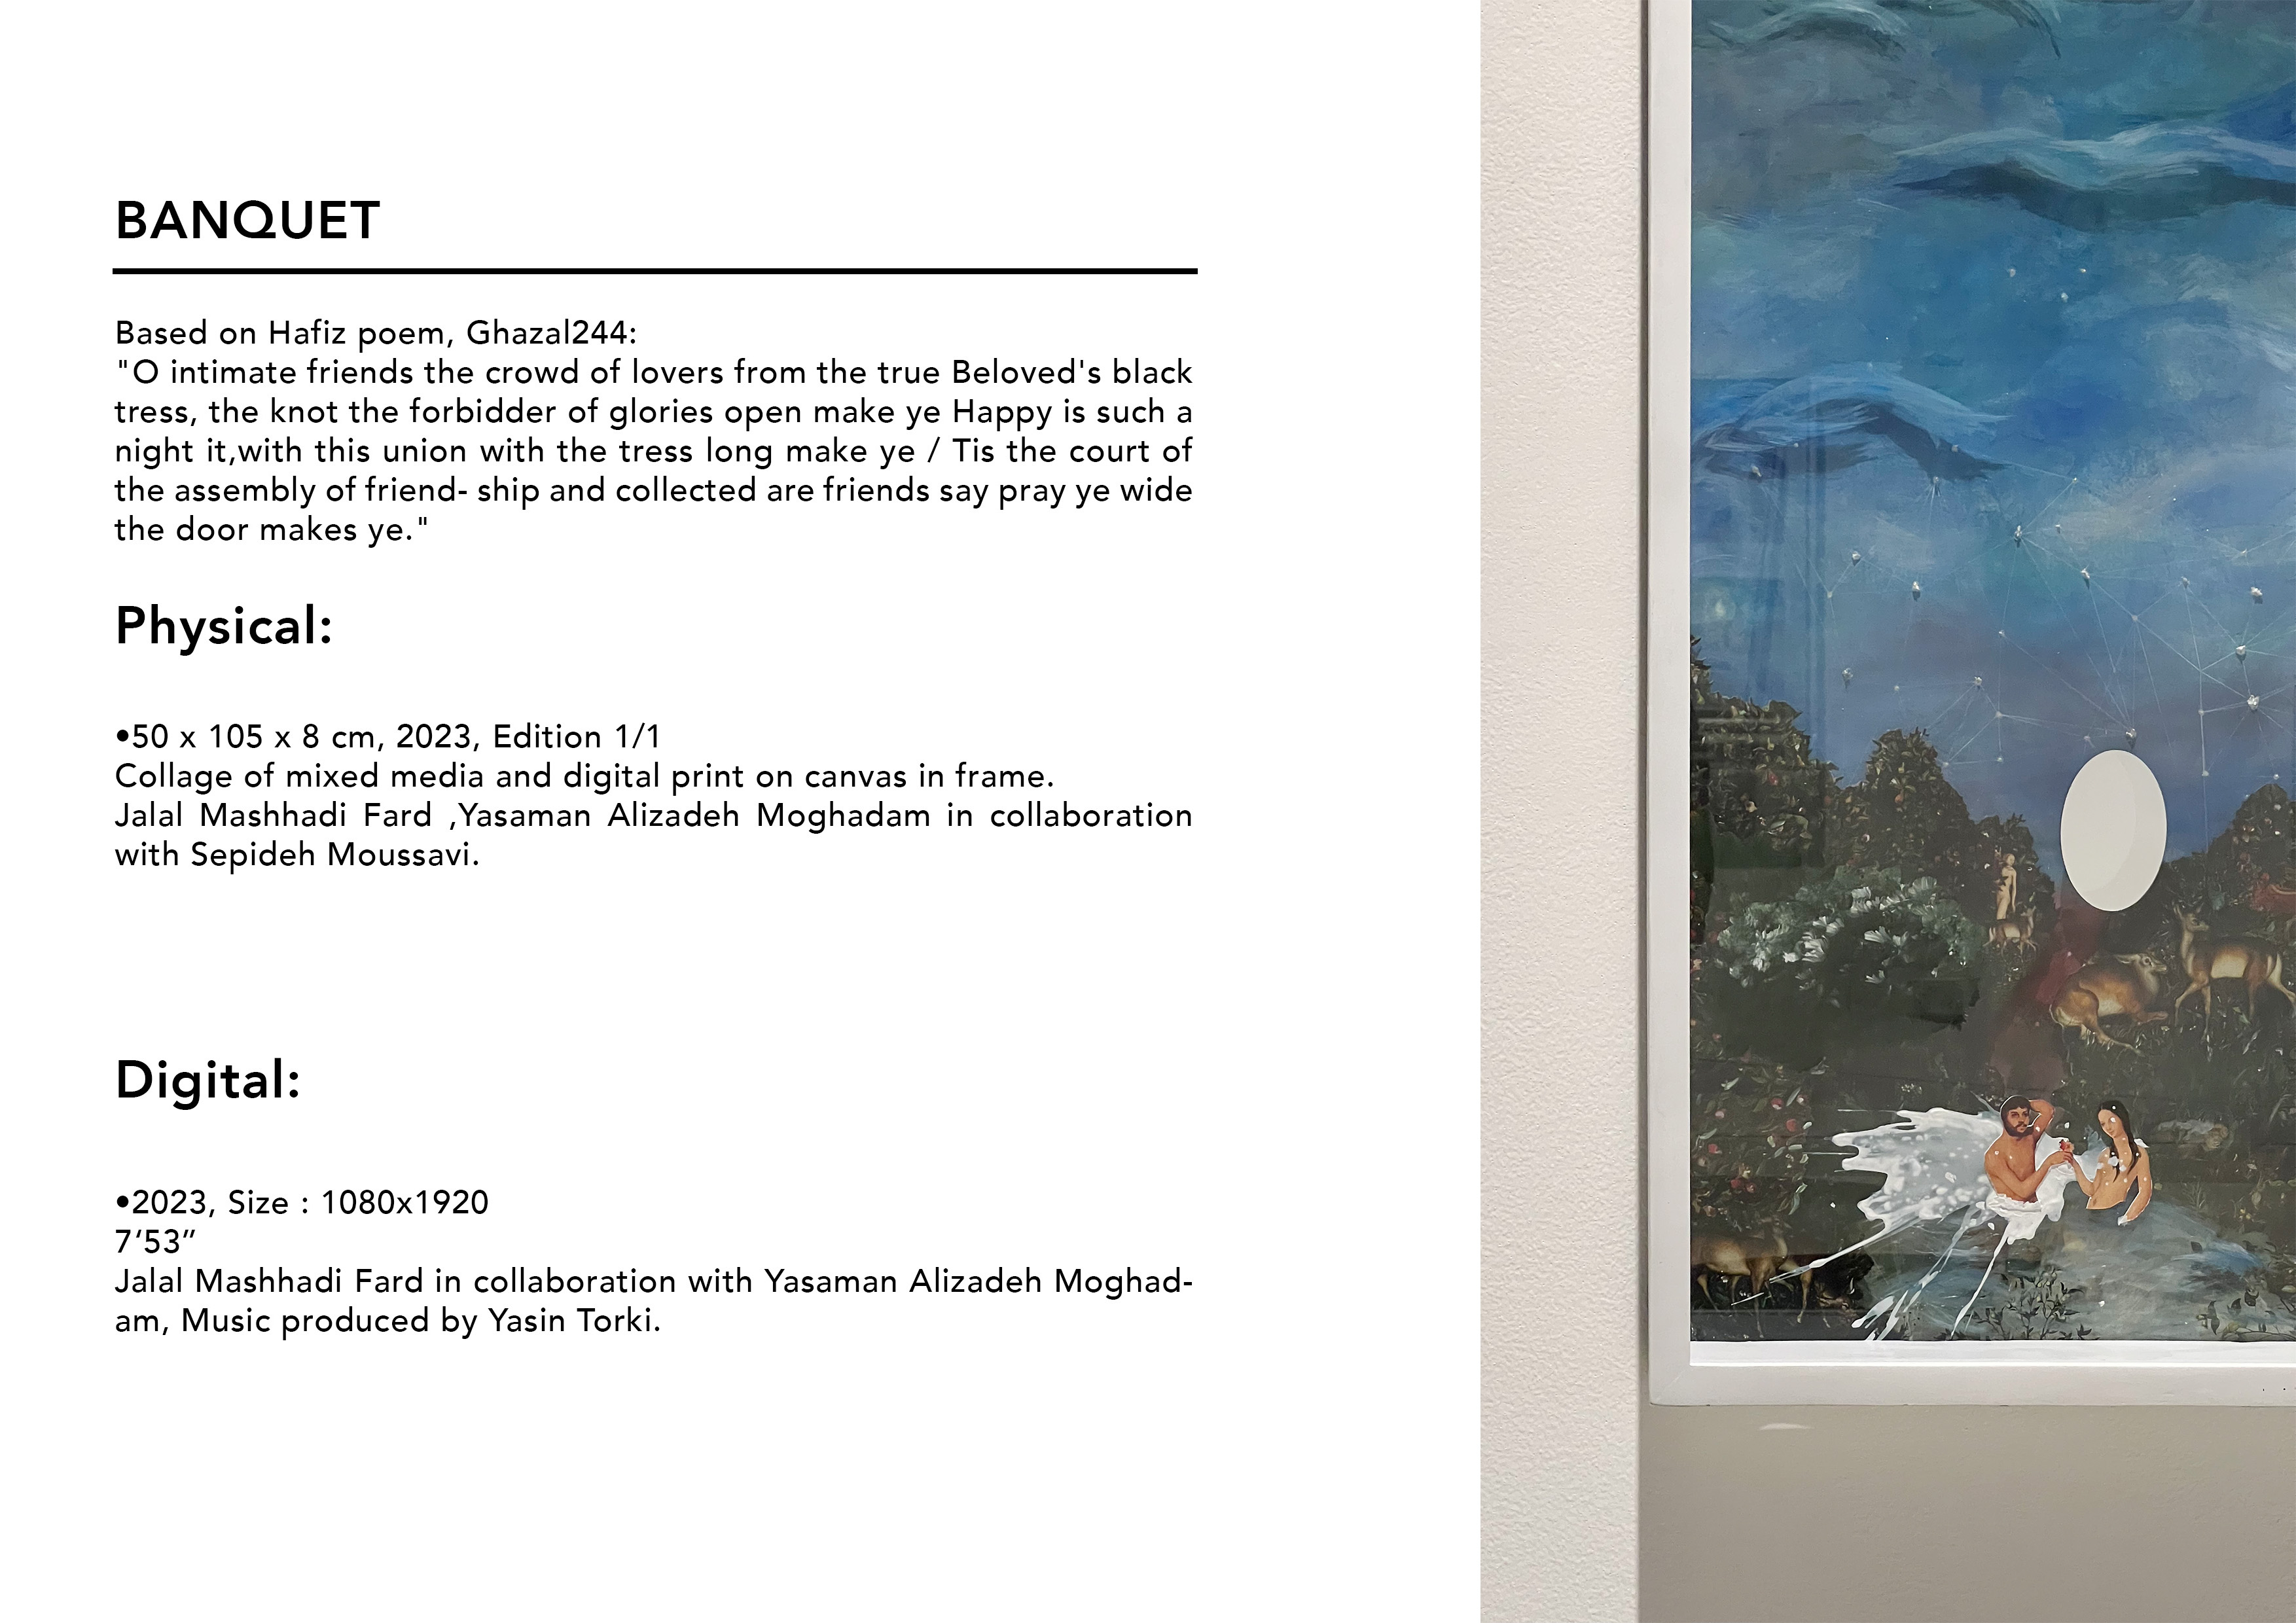 BANQUET
Based on Hafiz poem, Ghazal244:
"O intimate friends the crowd of lovers from the true Beloved's black
tress, the knot the forbidder of glories open make ye Happy is such a
night it,with this union with the tress long make ye / Tis the court of
the assembly of friend- ship and collected are friends say pray ye wide
the door makes ye."
Physical:
•50 x 105 x 8 cm, 2023, Edition 1/1
Collage of mixed media and digital print on canvas in frame.
Jalal Mashhadi Fard ,Yasaman Alizadeh Moghadam in collaboration
with Sepideh Moussavi.
Digital:
•2023, Size : 1080x1920
7’53”
Jalal Mashhadi Fard in collaboration with Yasaman Alizadeh Moghad-
am, Music produced by Yasin Torki.